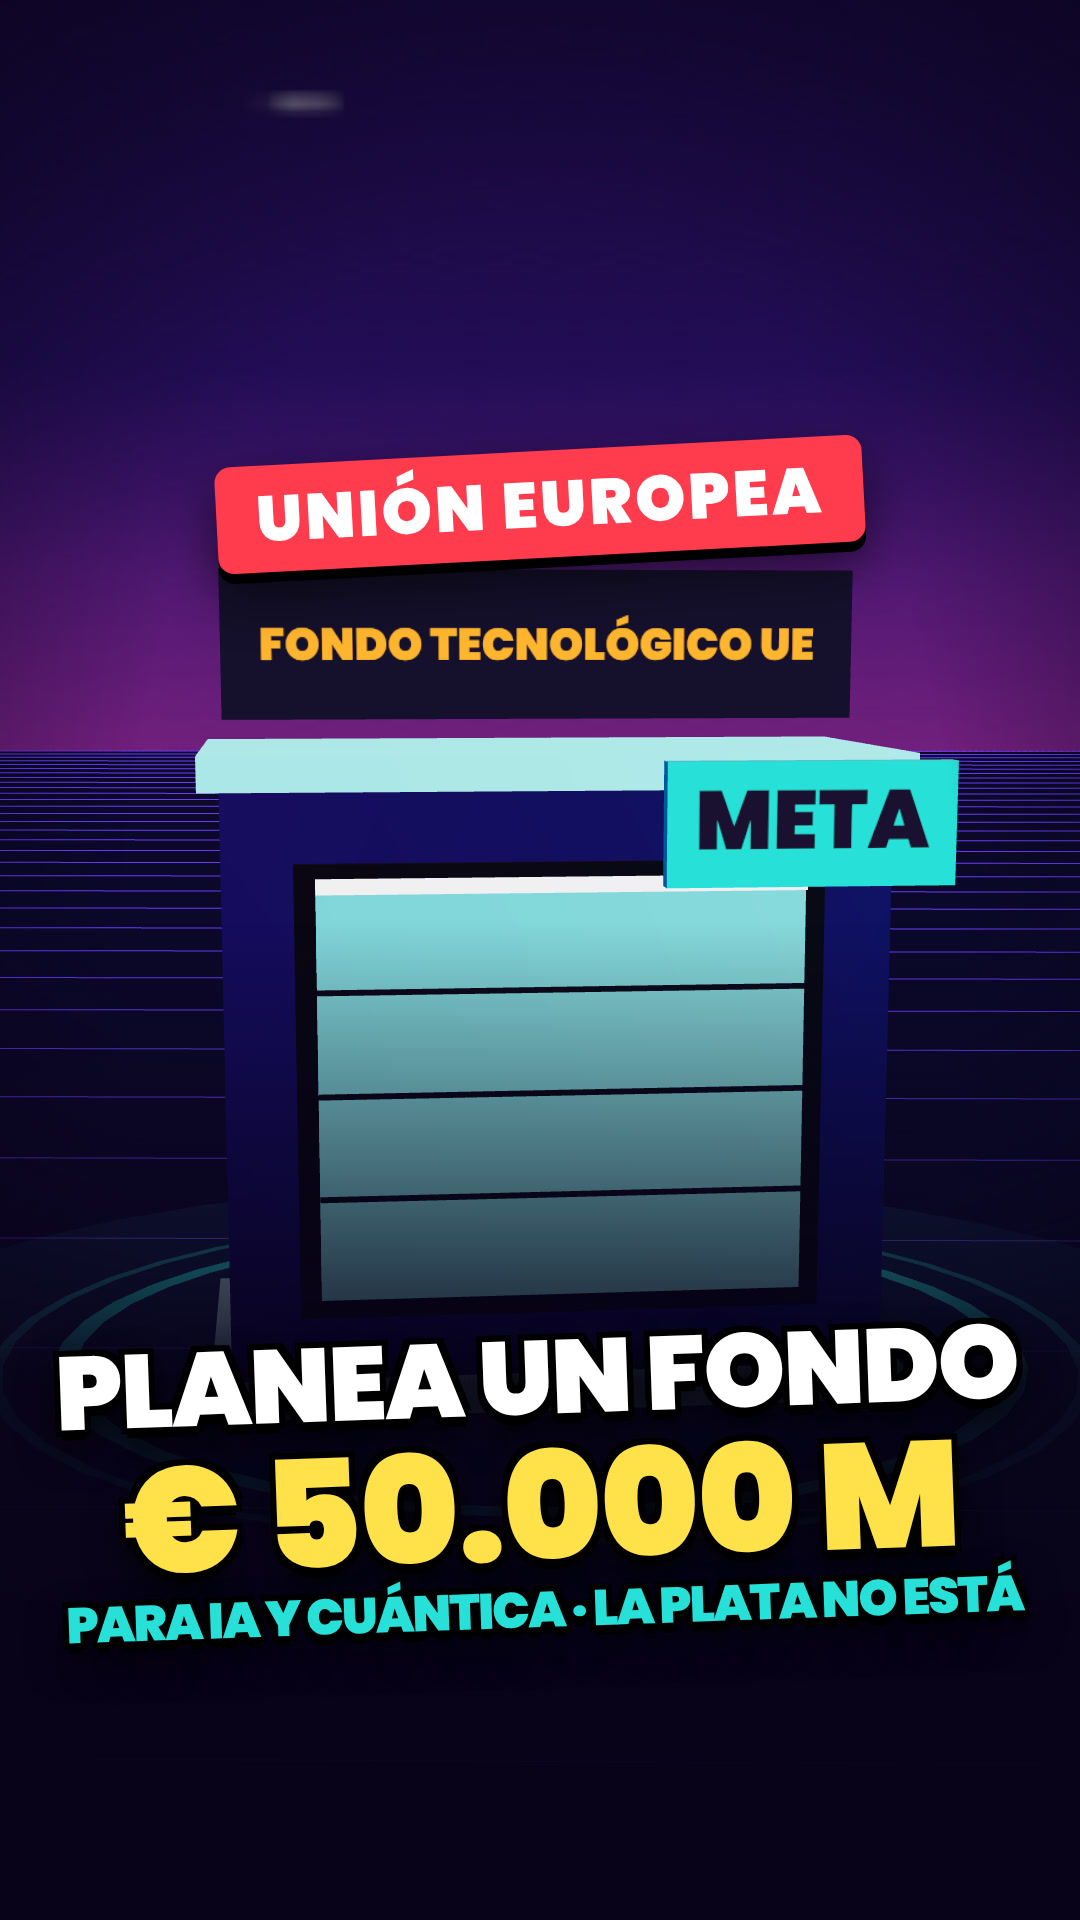 UNIÓN EUROPEA
FONDO TECNOLÓGICO UE
META
PLANEA UN FONDO
€ 50.000 M
PARA IA Y CUÁNTICA · LA PLATA NO ESTÁ